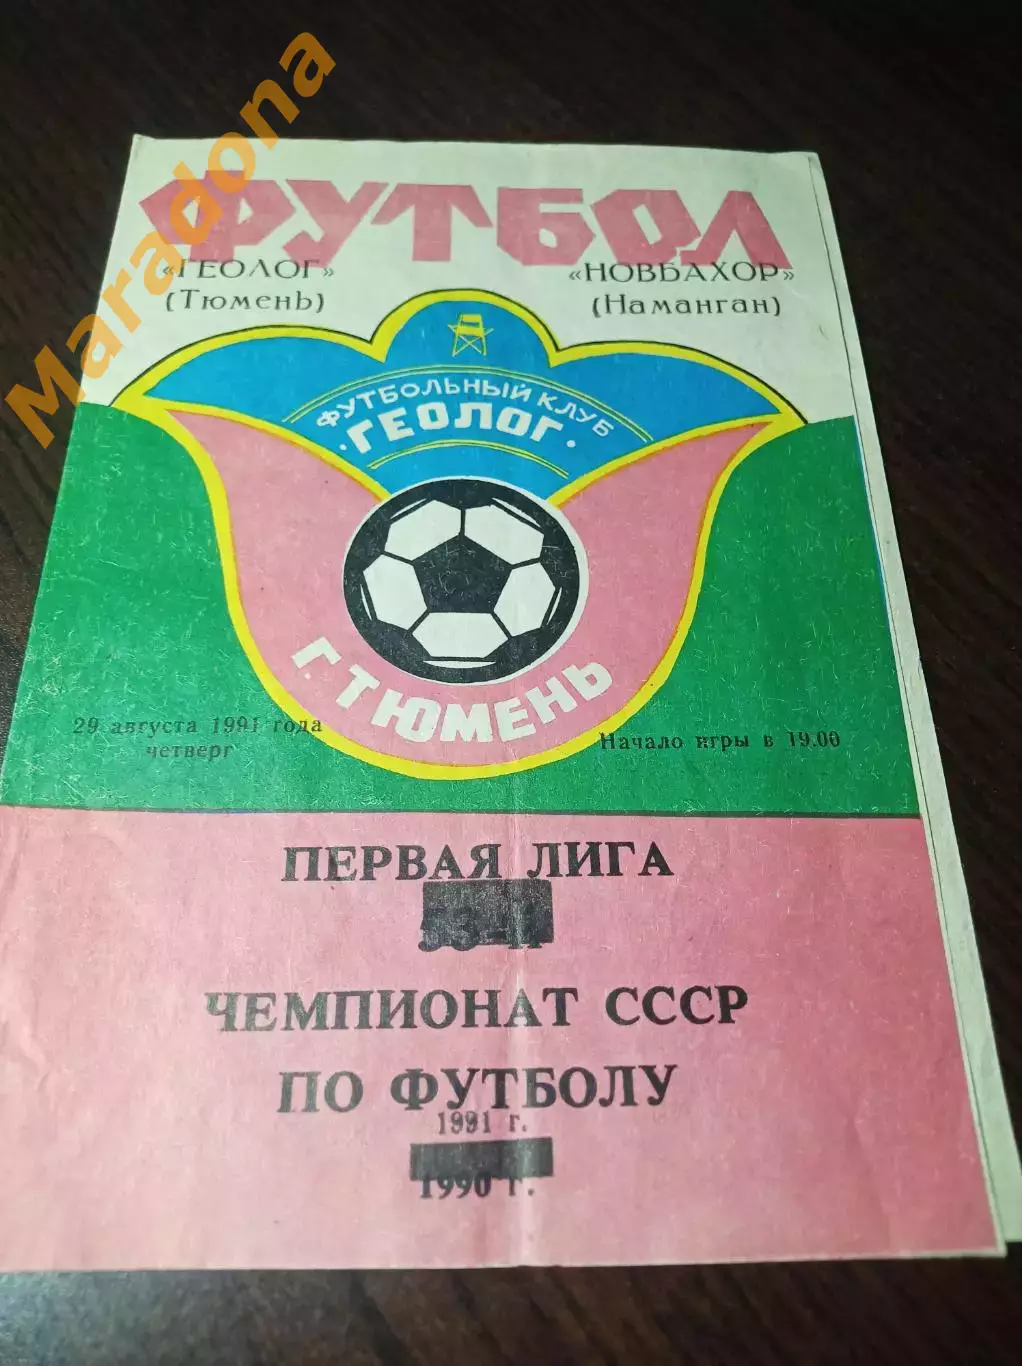 Maradona
ФУТБОЛ
«ГЕОЛОГ»
(Тюмень)
«НОВБАХОР»
(Наманган)
ФУТБОЛЬНЫЙ КЛУБ
·ГЕОЛОГ·
Г. ТЮМЕНЬ
29 августа 1991 года
четверг
Начало игры в 19.00
ПЕРВАЯ ЛИГА
ЧЕМПИОНАТ СССР
ПО ФУТБОЛУ
1991 г.
1990 г.